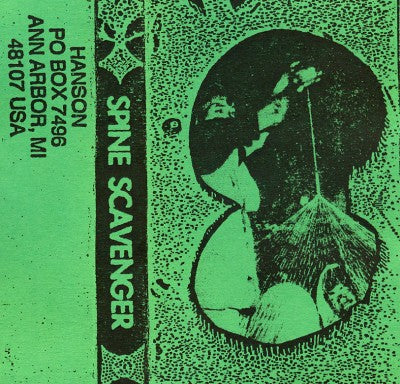 HANSON
PO BOX 7496
ANN ARBOR, MI
48107 USA
SPINE SCAVENGER